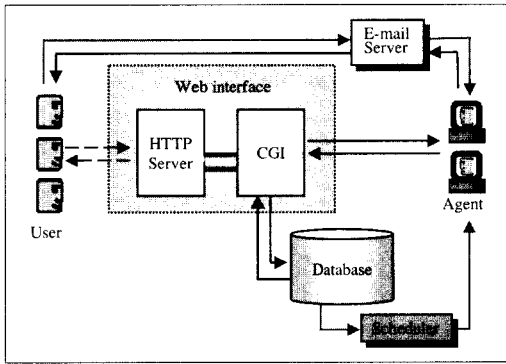 E-mail
Server
Web interface
HTTP
Server
CGI
User
Agent
Database
Scheduler